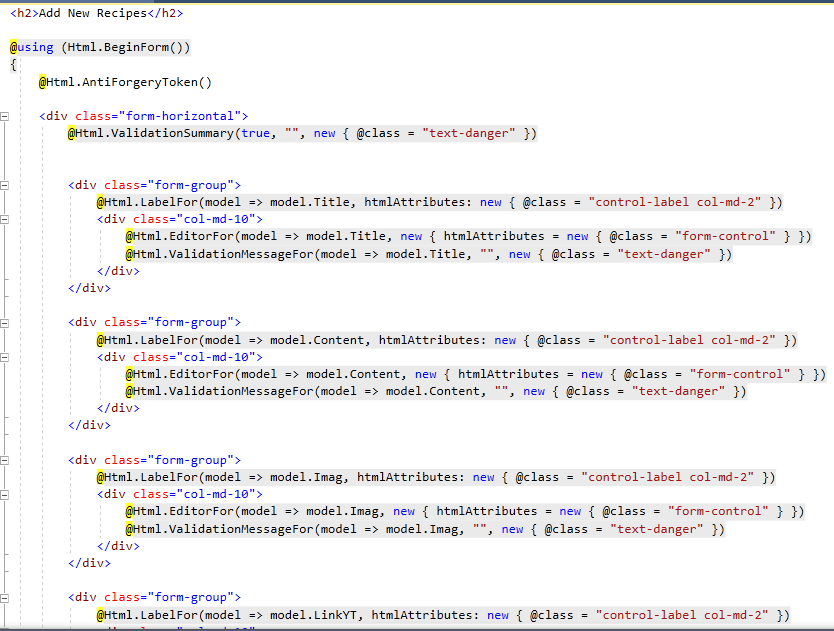 <h2>Add New Recipes</h2>
@using (Html.BeginForm())
{
@Html.AntiForgeryToken()
<div class="form-horizontal">
@Html.ValidationSummary(true, "", new { @class = "text-danger" })
<div class="form-group">
@Html.LabelFor(model => model.Title, htmlAttributes: new { @class = "control-label col-md-2" })
<div class="col-md-10">
@Html.EditorFor(model => model.Title, new { htmlAttributes = new { @class = "form-control" } })
@Html.ValidationMessageFor(model => model.Title, "", new { @class = "text-danger" })
</div>
</div>
<div class="form-group">
@Html.LabelFor(model => model.Content, htmlAttributes: new { @class = "control-label col-md-2" })
<div class="col-md-10">
@Html.EditorFor(model => model.Content, new { htmlAttributes = new { @class = "form-control" } })
@Html.ValidationMessageFor(model => model.Content, "", new { @class = "text-danger" })
</div>
</div>
<div class="form-group">
@Html.LabelFor(model => model.Imag, htmlAttributes: new { @class = "control-label col-md-2" })
<div class="col-md-10">
@Html.EditorFor(model => model.Imag, new { htmlAttributes = new { @class = "form-control" } })
@Html.ValidationMessageFor(model => model.Imag, "", new { @class = "text-danger" })
</div>
</div>
<div class="form-group">
@Html.LabelFor(model => model.LinkYT, htmlAttributes: new { @class = "control-label col-md-2" })